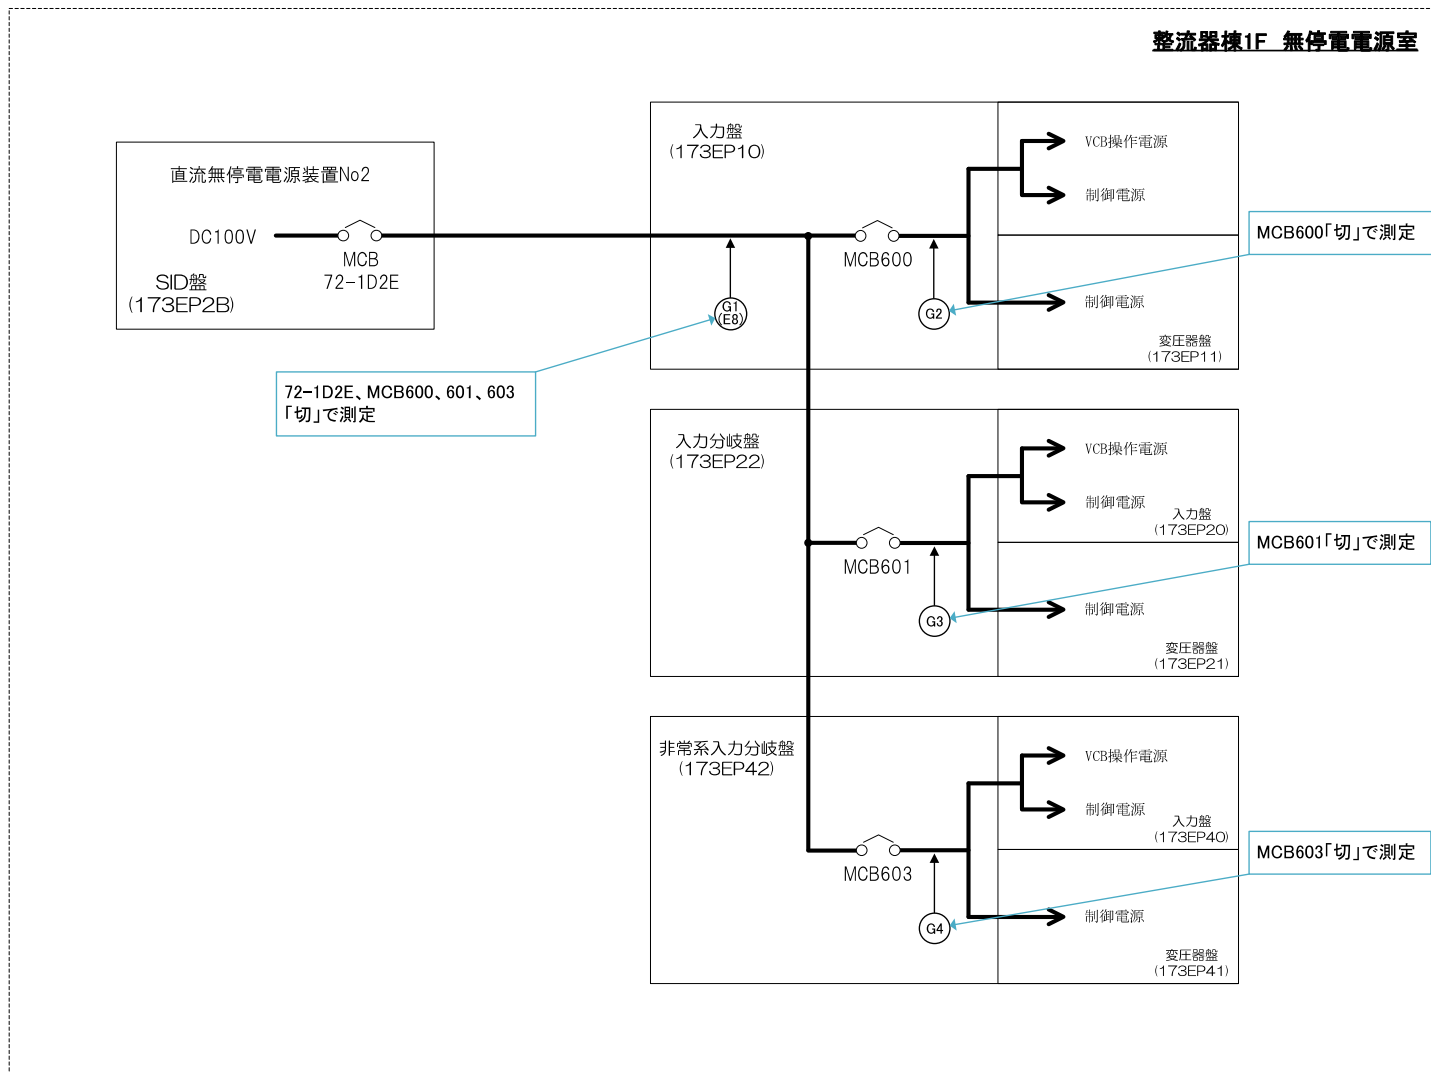 整流器棟1F 無停電電源室
直流無停電電源装置No2
DC100V
MCB
72-1D2E
SID盤
(173EP2B)
入力盤
(173EP10)
MCB600
G1
(E8)
G2
VCB操作電源
制御電源
制御電源
変圧器盤
(173EP11)
MCB600「切」で測定
72-1D2E、MCB600、601、603
「切」で測定
入力分岐盤
(173EP22)
MCB601
G3
VCB操作電源
制御電源
入力盤
(173EP20)
制御電源
変圧器盤
(173EP21)
MCB601「切」で測定
非常系入力分岐盤
(173EP42)
MCB603
G4
VCB操作電源
制御電源
入力盤
(173EP40)
制御電源
変圧器盤
(173EP41)
MCB603「切」で測定